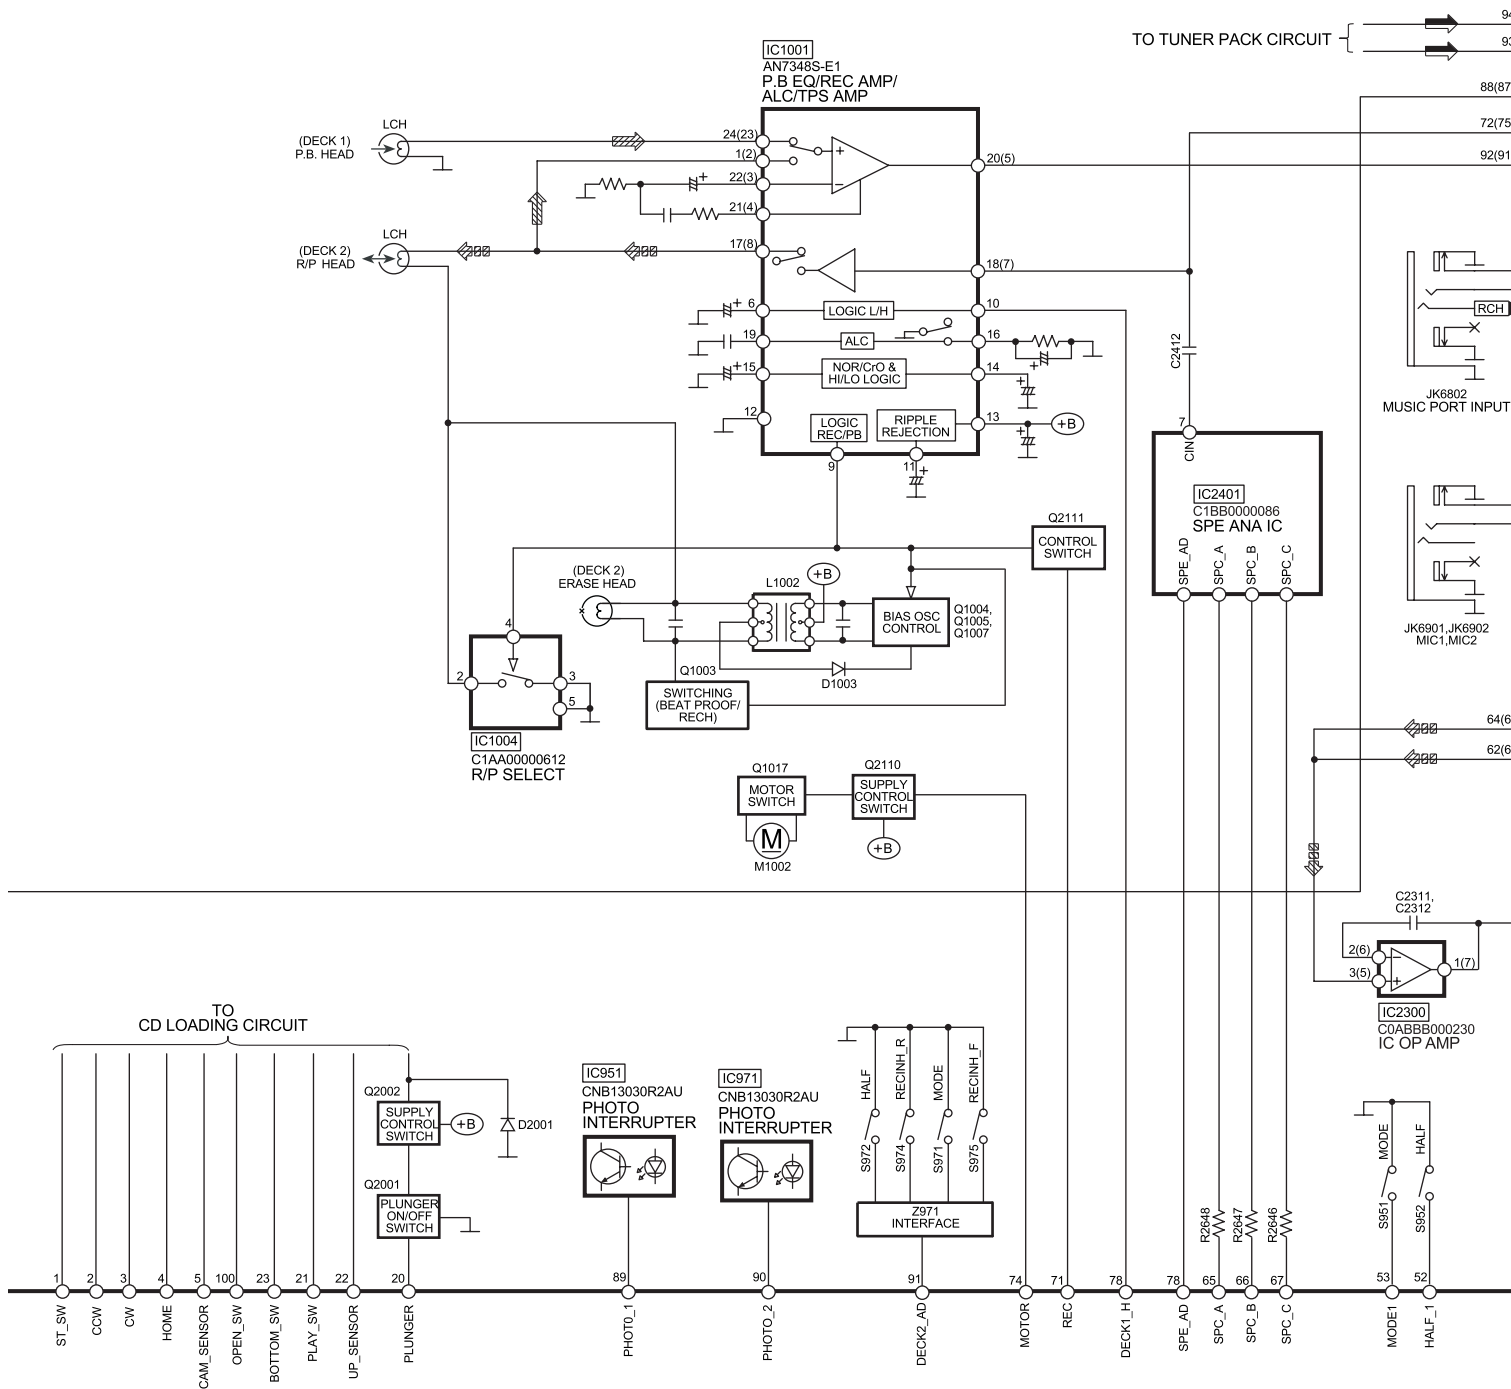 TO TUNER PACK CIRCUIT
94
93
88(87
72(75
92(91
IC1001
AN7348S-E1
P.B EQ/REC AMP/
ALC/TPS AMP
LCH
(DECK 1)
P.B. HEAD
24(23)
1(2)
22(3)
21(4)
17(8)
+
−
+
20(5)
18(7)
LCH
(DECK 2)
R/P HEAD
6
+
LOGIC L/H
10
19
ALC
16
+
15
+
NOR/CrO &
HI/LO LOGIC
14
+
12
LOGIC
REC/PB
RIPPLE
REJECTION
13
+B
+
9
11
+
C2412
7
CIN
IC2401
C1BB0000086
SPE ANA IC
SPE_AD
SPC_A
SPC_B
SPC_C
RCH
JK6802
MUSIC PORT INPUT
JK6901,JK6902
MIC1,MIC2
Q2111
CONTROL
SWITCH
(DECK 2)
ERASE HEAD
L1002
+B
BIAS OSC
CONTROL
Q1004,
Q1005,
Q1007
D1003
Q1003
SWITCHING
(BEAT PROOF/
RECH)
4
2
3
5
IC1004
C1AA00000612
R/P SELECT
Q1017
MOTOR
SWITCH
Q2110
SUPPLY
CONTROL
SWITCH
+B
M
M1002
64(6
62(6
C2311,
C2312
2(6)
3(5)
−
+
1(7)
IC2300
C0ABBB000230
IC OP AMP
TO
CD LOADING CIRCUIT
Q2002
SUPPLY
CONTROL
SWITCH
+B
D2001
Q2001
PLUNGER
ON/OFF
SWITCH
IC951
CNB13030R2AU
PHOTO
INTERRUPTER
IC971
CNB13030R2AU
PHOTO
INTERRUPTER
HALF
RECINH_R
MODE
RECINH_F
S972
S974
S971
S975
Z971
INTERFACE
R2648
R2647
R2646
MODE
HALF
S951
S952
1
2
3
4
5
100
23
21
22
20
89
90
91
74
71
78
78
65
66
67
53
52
ST_SW
CCW
CW
HOME
CAM_SENSOR
OPEN_SW
BOTTOM_SW
PLAY_SW
UP_SENSOR
PLUNGER
PHOT0_1
PHOTO_2
DECK2_AD
MOTOR
REC
DECK1_H
SPE_AD
SPC_A
SPC_B
SPC_C
MODE1
HALF_1